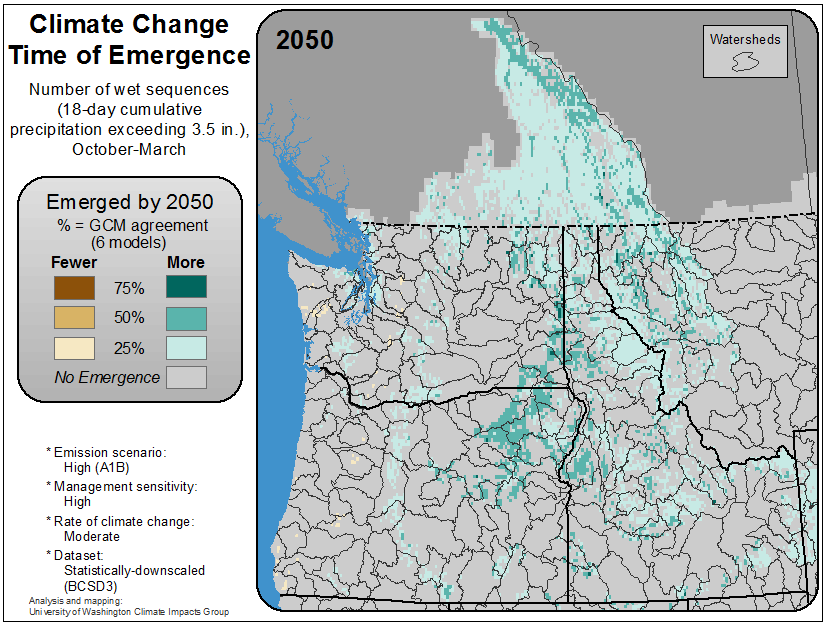 Climate Change
Time of Emergence
Number of wet sequences
(18-day cumulative
precipitation exceeding 3.5 in.),
October-March
Emerged by 2050
% = GCM agreement
(6 models)
Fewer More
75%
50%
25%
No Emergence
* Emission scenario:
High (A1B)
* Management sensitivity:
High
* Rate of climate change:
Moderate
* Dataset:
Statistically-downscaled
(BCSD3)
Analysis and mapping:
University of Washington Climate Impacts Group
2050
Watersheds